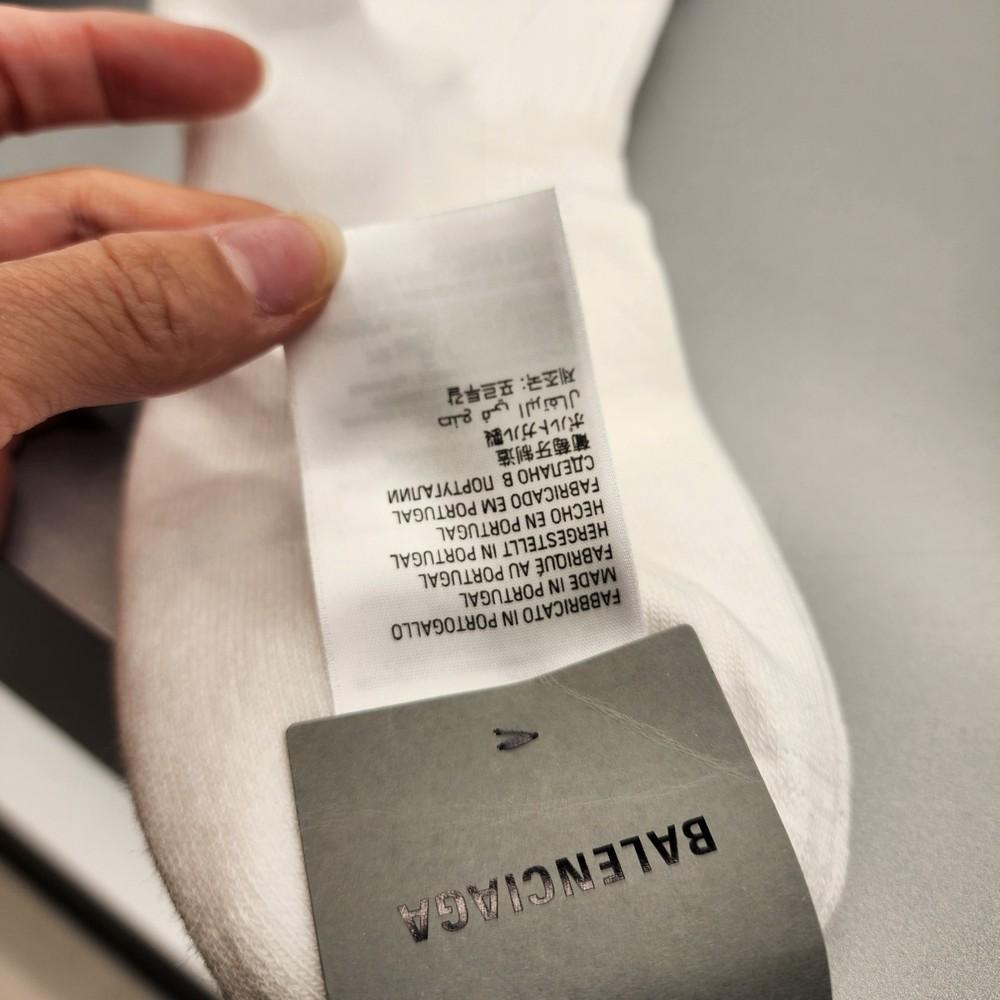 BALENCIAGA
FABBRICATO IN PORTOGALLO
MADE IN PORTUGAL
FABRIQUÉ AU PORTUGAL
HERGESTELLT IN PORTUGAL
HECHO EN PORTUGAL
FABRICADO EM PORTUGAL
СДЕЛАНО В ПОРТУГАЛИИ
葡萄牙制造
ポルトガル製
صنع في البرتغال
제조국: 포르투갈